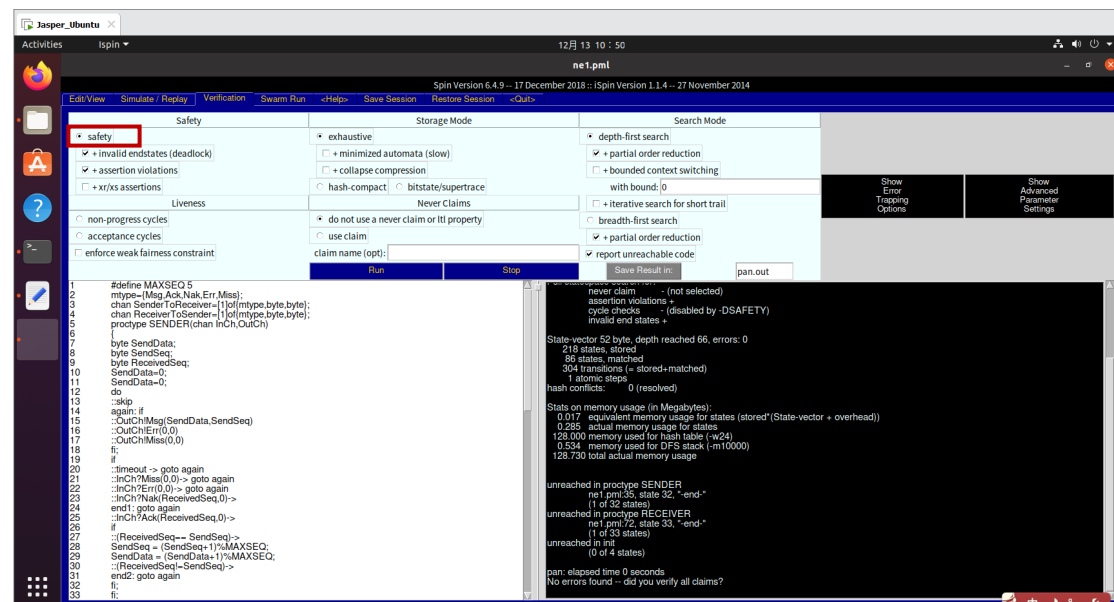 Jasper_Ubuntu
Activities
Ispin
12月 13 10：50
ne1.pml
Spin Version 6.4.9 -- 17 December 2018 :: iSpin Version 1.1.4 -- 27 November 2014
Edit/View Simulate / Replay Verification Swarm Run <Help> Save Session Restore Session <Quit>
Safety
safety
+ invalid endstates (deadlock)
+ assertion violations
+ xr/xs assertions
Liveness
non-progress cycles
acceptance cycles
enforce weak fairness constraint
Storage Mode
exhaustive
+ minimized automata (slow)
+ collapse compression
hash-compact bitstate/supertrace
Never Claims
do not use a never claim or ltl property
use claim
claim name (opt):
Run Stop
Search Mode
depth-first search
+ partial order reduction
+ bounded context switching
with bound: 0
+ iterative search for short trail
breadth-first search
+ partial order reduction
report unreachable code
Save Result in: pan.out
Show
Error
Trapping
Options
Show
Advanced
Parameter
Settings
1 #define MAXSEQ 5
2 mtype={Msg,Ack,Nak,Err,Miss};
3 chan SenderToReceiver=[1]of{mtype,byte,byte};
4 chan ReceiverToSender=[1]of{mtype,byte,byte};
5 proctype SENDER(chan InCh,OutCh)
6 {
7 byte SendData;
8 byte SendSeq;
9 byte ReceivedSeq;
10 SendData=0;
11 SendData=0;
12 do
13 ::skip
14 again: if
15 ::OutCh!Msg(SendData,SendSeq)
16 ::OutCh!Err(0,0)
17 ::OutCh!Miss(0,0)
18 fi;
19 if
20 ::timeout -> goto again
21 ::InCh?Miss(0,0)-> goto again
22 ::InCh?Err(0,0)-> goto again
23 ::InCh?Nak(ReceivedSeq,0)->
24 end1: goto again
25 ::InCh?Ack(ReceivedSeq,0)->
26 if
27 ::(ReceivedSeq== SendSeq)->
28 SendSeq = (SendSeq+1)%MAXSEQ;
29 SendData = (SendData+1)%MAXSEQ;
30 ::(ReceivedSeq!=SendSeq)->
31 end2: goto again
32 fi;
33 fi;
never claim - (not selected)
assertion violations +
cycle checks - (disabled by -DSAFETY)
invalid end states +
State-vector 52 byte, depth reached 66, errors: 0
218 states, stored
86 states, matched
304 transitions (= stored+matched)
1 atomic steps
hash conflicts: 0 (resolved)
Stats on memory usage (in Megabytes):
0.017 equivalent memory usage for states (stored*(State-vector + overhead))
0.285 actual memory usage for states
128.000 memory used for hash table (-w24)
0.534 memory used for DFS stack (-m10000)
128.730 total actual memory usage
unreached in proctype SENDER
ne1.pml:35, state 32, "-end-"
(1 of 32 states)
unreached in proctype RECEIVER
ne1.pml:72, state 33, "-end-"
(1 of 33 states)
unreached in init
(0 of 4 states)
pan: elapsed time 0 seconds
No errors found -- did you verify all claims?